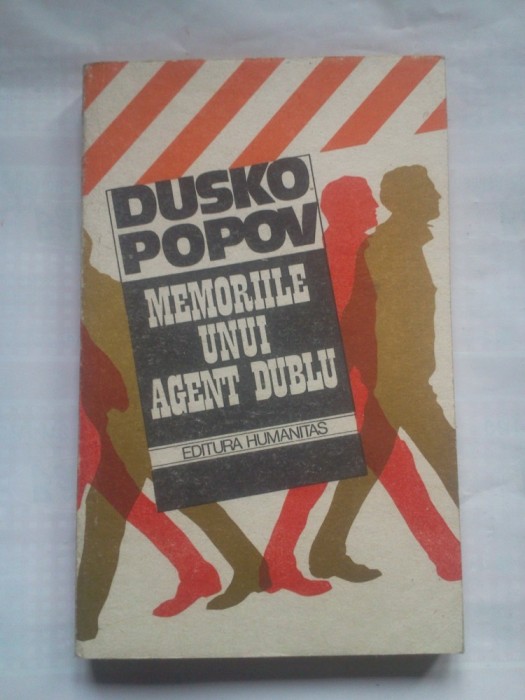 DUSKO
POPOV
MEMORIILE
UNUI
AGENT DUBLU
EDITURA HUMANITAS